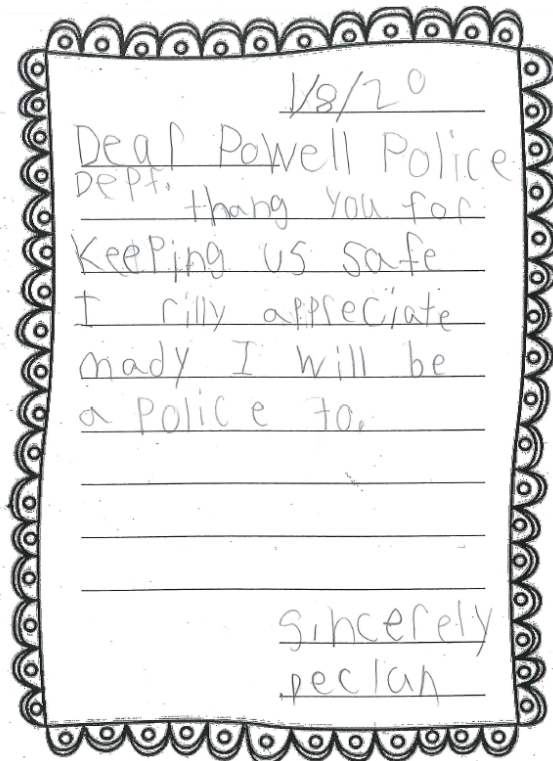 1/8/20
Dear Powell Police
Dept.
thang you for
Keeping us safe
I rilly appreciate
mady I will be
a police to.
sincerely
Declan